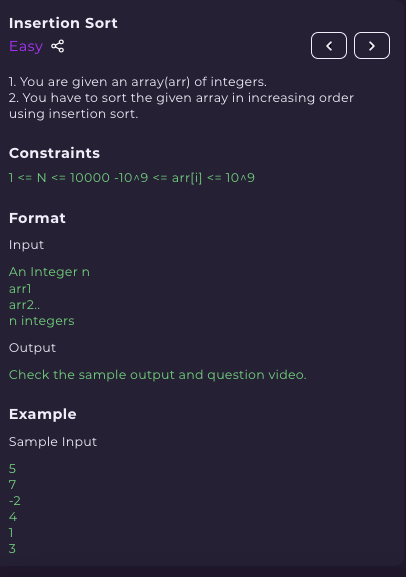 Insertion Sort
Easy
1. You are given an array(arr) of integers.
2. You have to sort the given array in increasing order
using insertion sort.
Constraints
1 <= N <= 10000 -10^9 <= arr[i] <= 10^9
Format
Input
An Integer n
arr1
arr2..
n integers
Output
Check the sample output and question video.
Example
Sample Input
5
7
-2
4
1
3